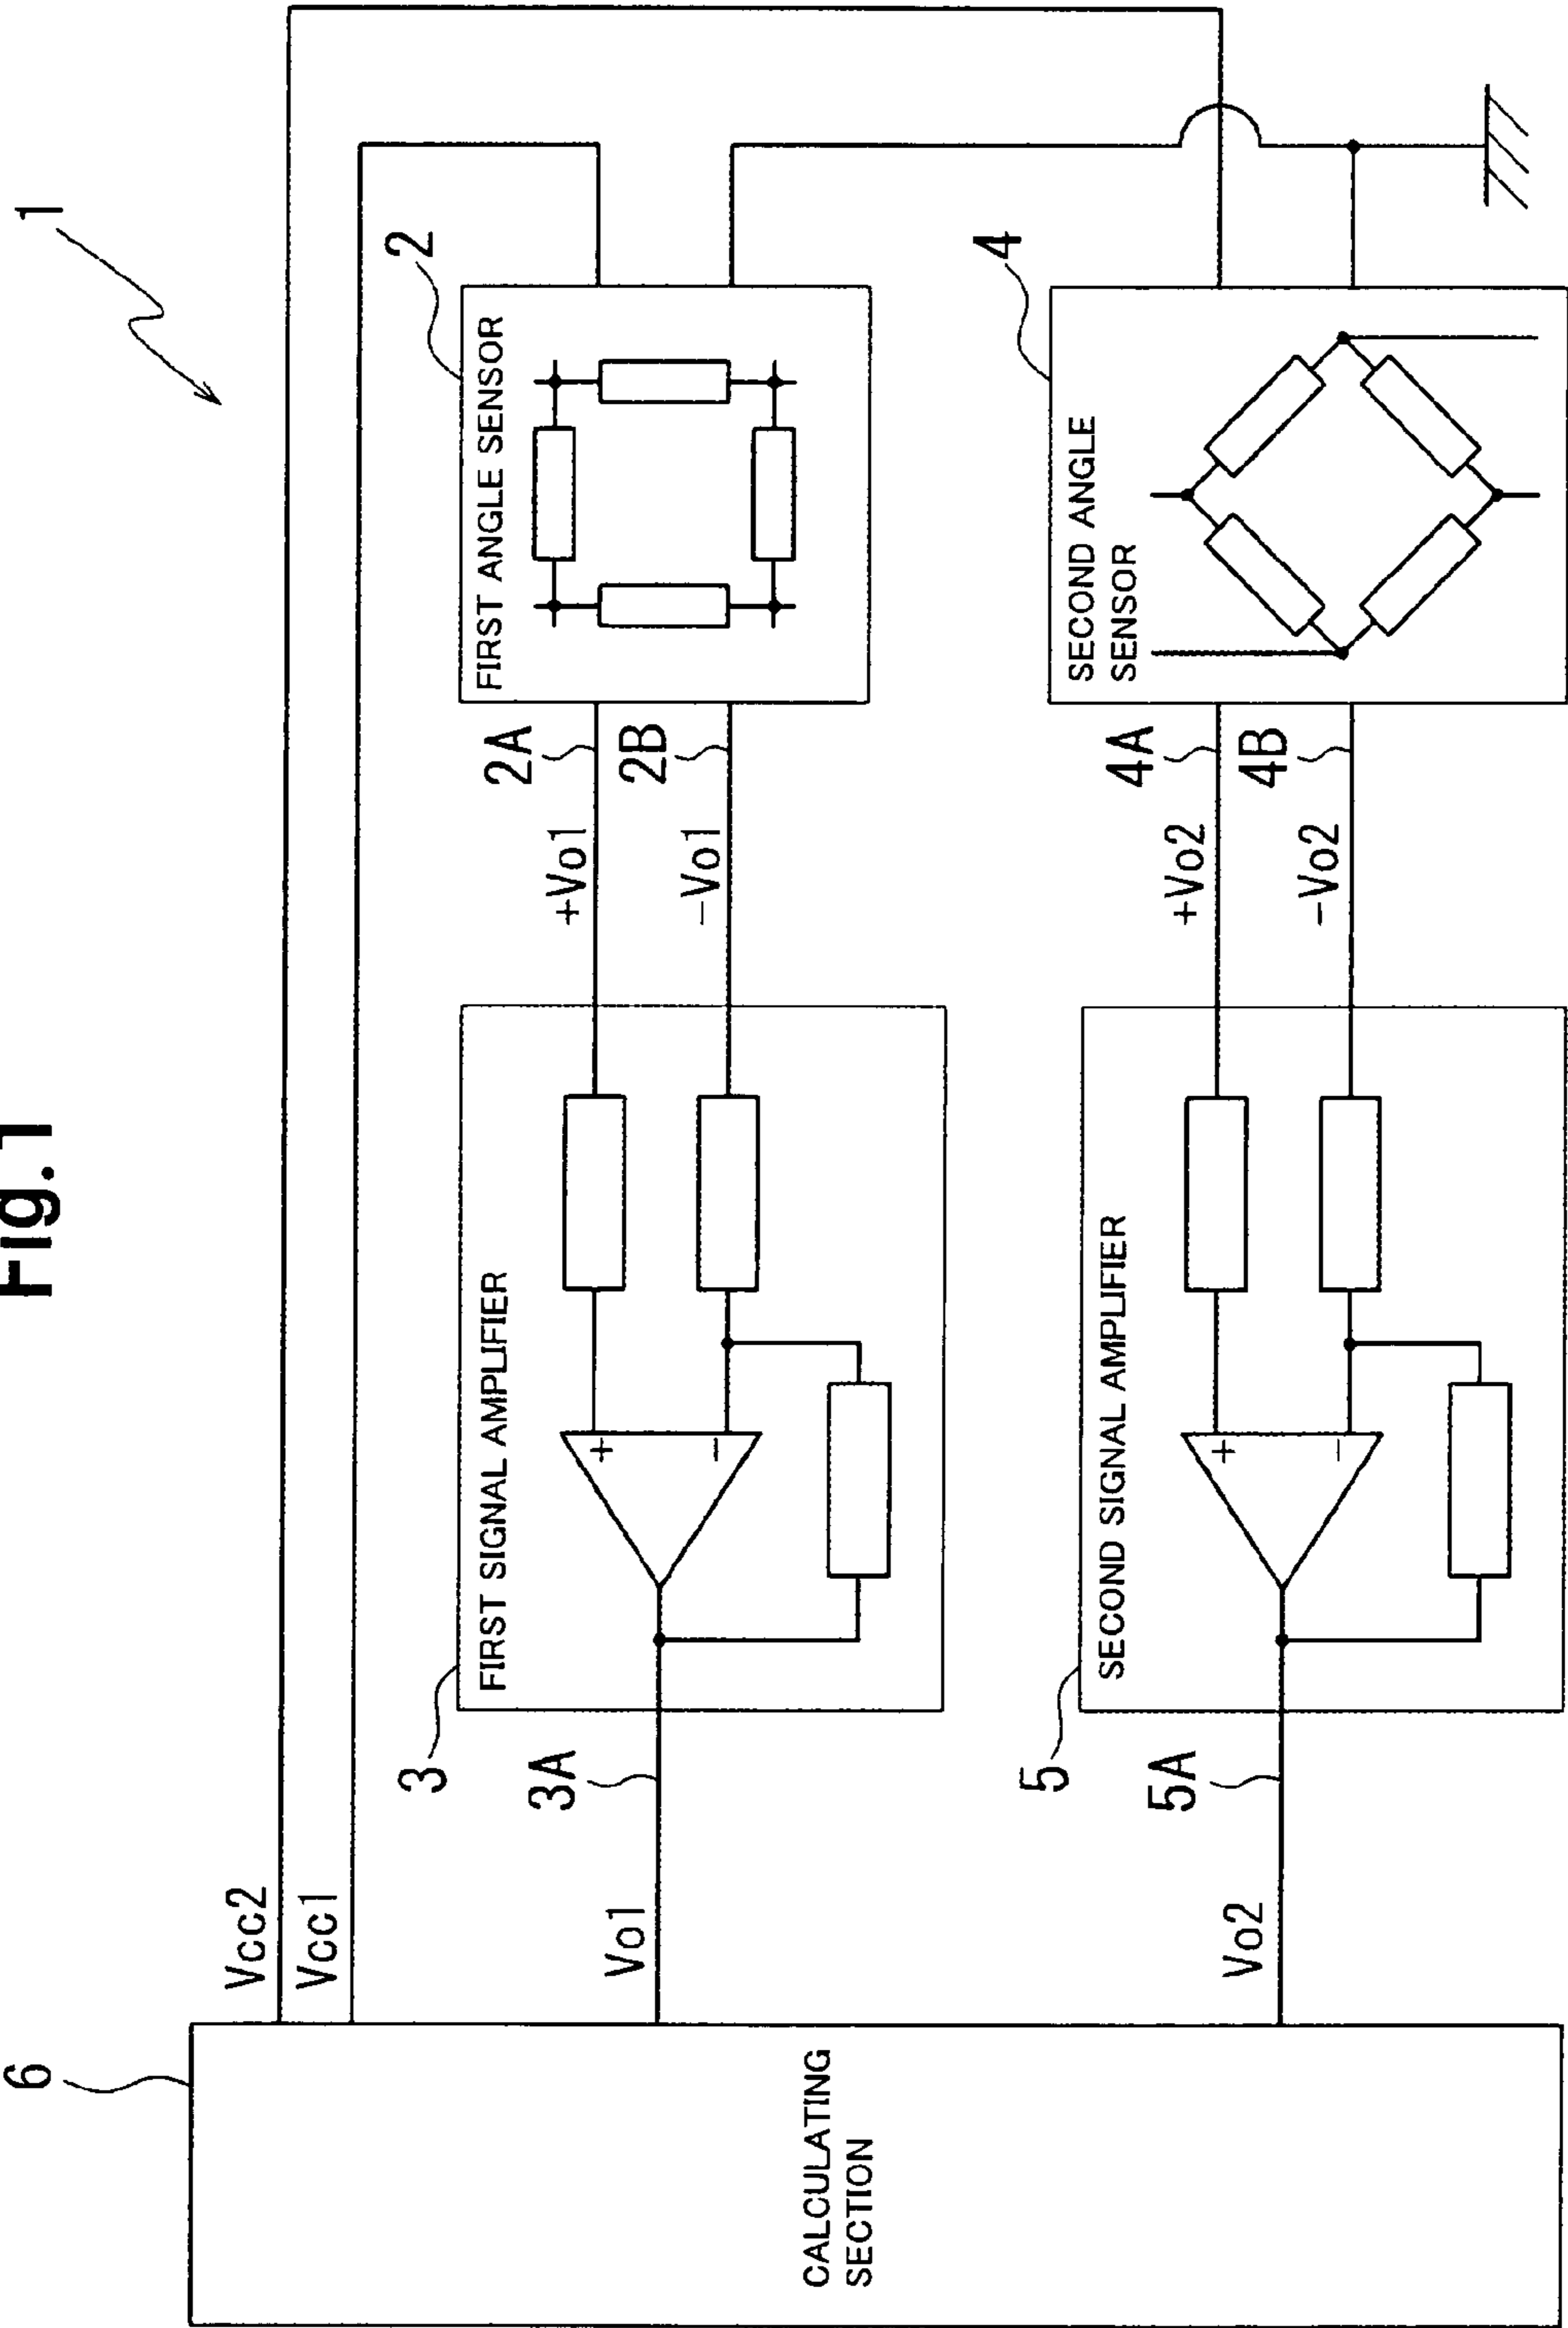 Fig.1
1
6
CALCULATING
SECTION
Vcc2
Vcc1
Vo1
3A
3
FIRST SIGNAL AMPLIFIER
+
−
+Vo1
−Vo1
2A
2B
2
FIRST ANGLE SENSOR
Vo2
5A
5
SECOND SIGNAL AMPLIFIER
+
−
+Vo2
−Vo2
4A
4B
4
SECOND ANGLE
SENSOR